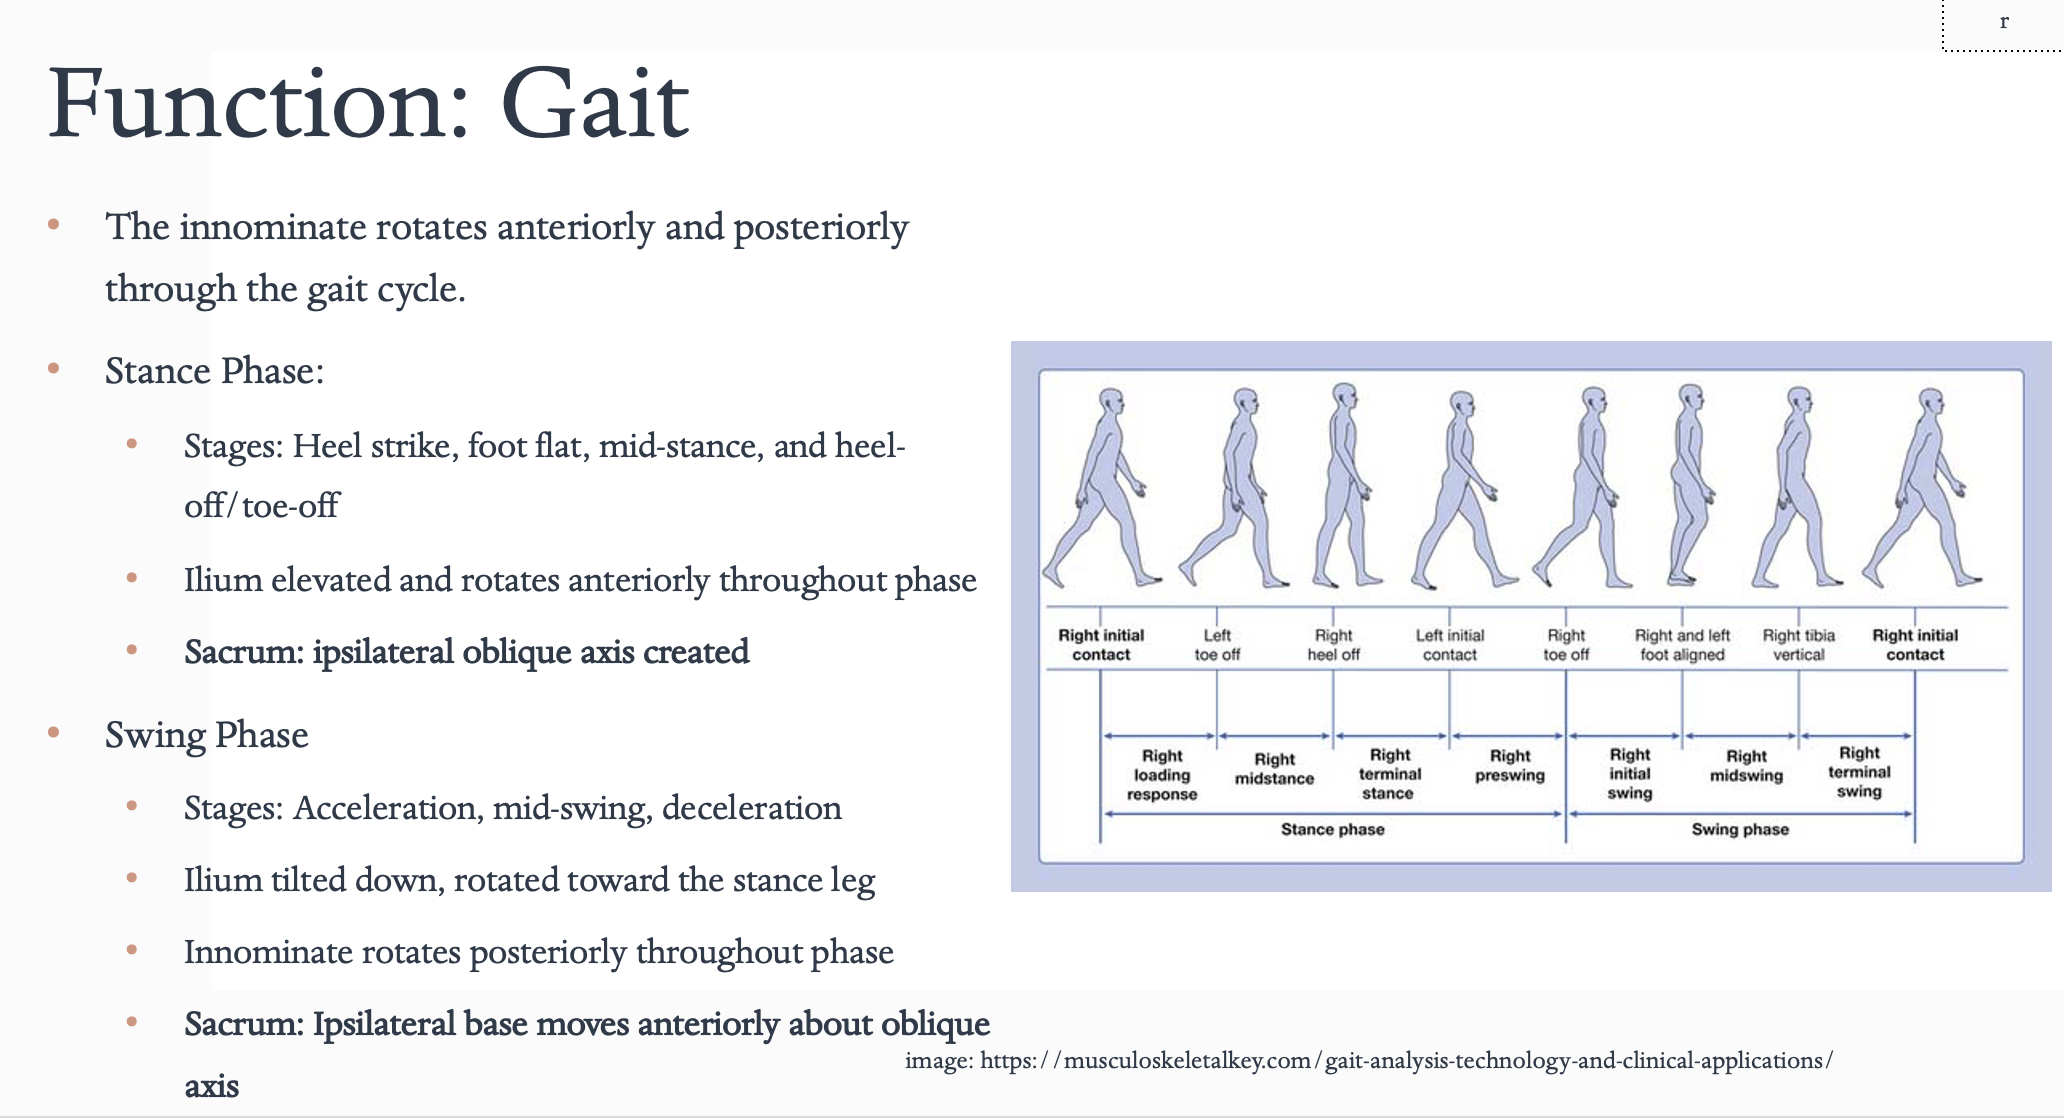 r
Function: Gait
• The innominate rotates anteriorly and posteriorly
through the gait cycle.
• Stance Phase:
• Stages: Heel strike, foot flat, mid-stance, and heel-
off/toe-off
• Ilium elevated and rotates anteriorly throughout phase
• Sacrum: ipsilateral oblique axis created
• Swing Phase
• Stages: Acceleration, mid-swing, deceleration
• Ilium tilted down, rotated toward the stance leg
• Innominate rotates posteriorly throughout phase
• Sacrum: Ipsilateral base moves anteriorly about oblique
axis
Right initial
contact
Left
toe off
Right
heel off
Left initial
contact
Right
toe off
Right and left
foot aligned
Right tibia
vertical
Right initial
contact
Right
loading
response
Right
midstance
Right
terminal
stance
Right
preswing
Right
initial
swing
Right
midswing
Right
terminal
swing
Stance phase
Swing phase
image: https://musculoskeletalkey.com/gait-analysis-technology-and-clinical-applications/